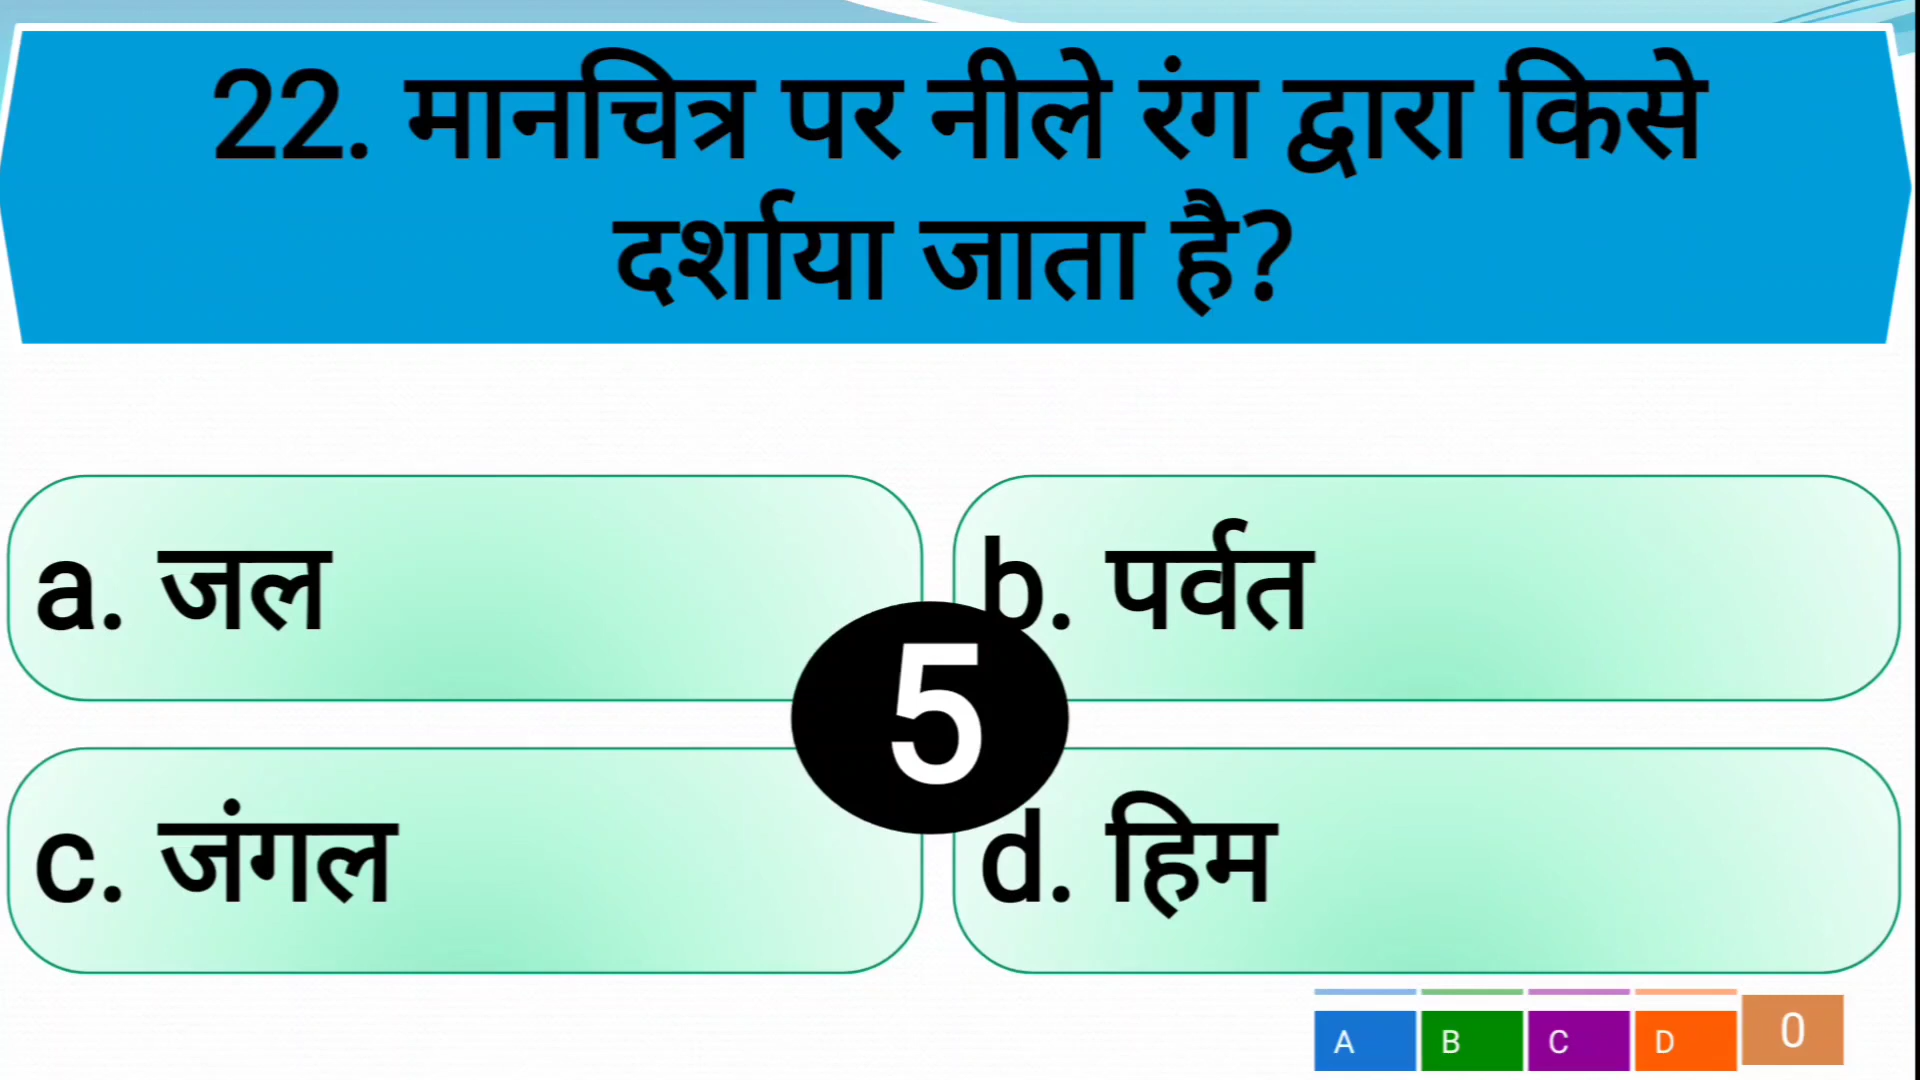 22. मानचित्र पर नीले रंग द्वारा किसे
दर्शाया जाता है?
a. जल
b. पर्वत
5
c. जंगल
d. हिम
A B C D 0